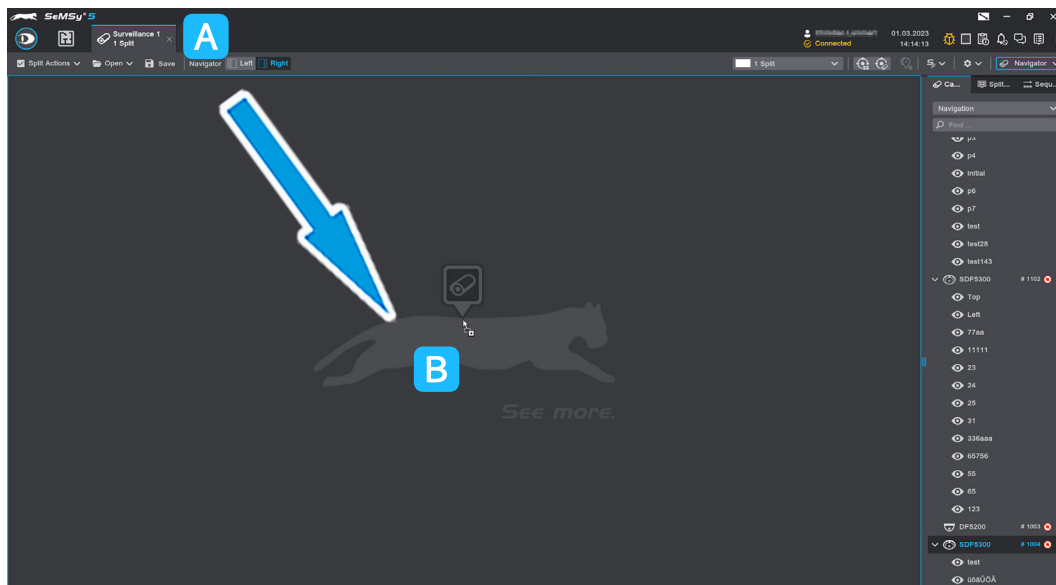 SeMSy® 5
Surveillance 1
1 Split
A
Connected
01.03.2023
14:14:13
Split Actions
Open
Save
Navigator
Left
Right
1 Split
Navigator
Ca...
Split...
Sequ...
Navigation
Find ...
p3
p4
initial
p6
p7
test
test28
test143
SDF5300 # 1102
Top
Left
77aa
11111
23
24
25
31
336aaa
65756
55
65
123
DF5200 # 1003
SDF5300 # 1004
test
B
See more.